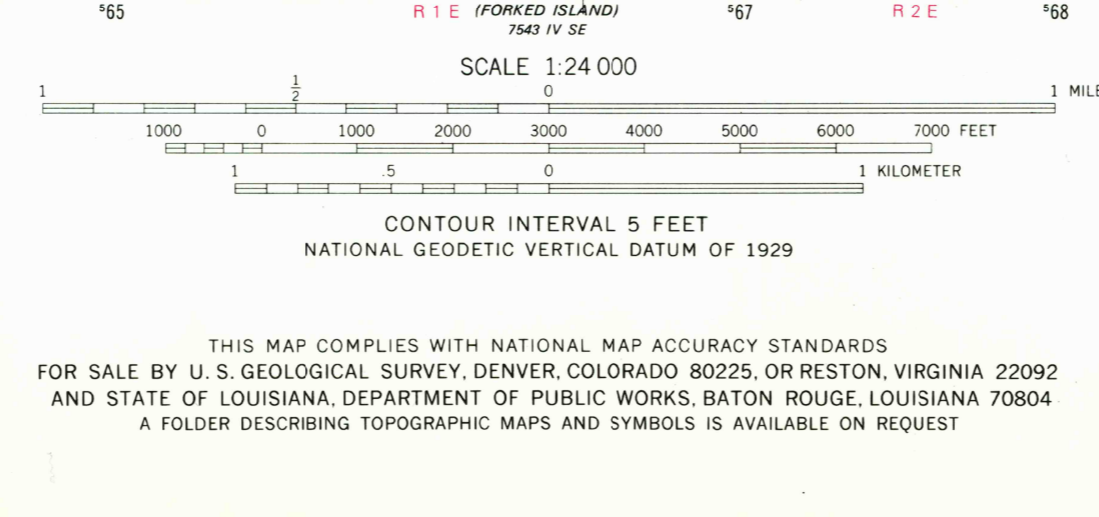 ⁵65 R 1 E (FORKED ISLAND) ⁵67 R 2 E ⁵68
7543 IV SE
SCALE 1:24 000
1 1/2 0 1 MILE
1000 0 1000 2000 3000 4000 5000 6000 7000 FEET
1 .5 0 1 KILOMETER
CONTOUR INTERVAL 5 FEET
NATIONAL GEODETIC VERTICAL DATUM OF 1929
THIS MAP COMPLIES WITH NATIONAL MAP ACCURACY STANDARDS
FOR SALE BY U. S. GEOLOGICAL SURVEY, DENVER, COLORADO 80225, OR RESTON, VIRGINIA 22092
AND STATE OF LOUISIANA, DEPARTMENT OF PUBLIC WORKS, BATON ROUGE, LOUISIANA 70804
A FOLDER DESCRIBING TOPOGRAPHIC MAPS AND SYMBOLS IS AVAILABLE ON REQUEST